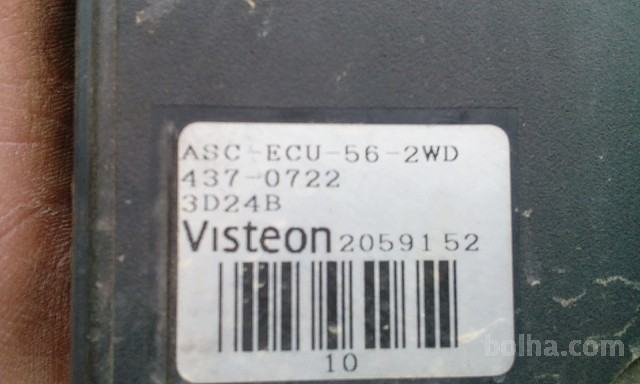 ASC-ECU-56-2WD
437-0722
3D24B
Visteon 2059152
10
bolha.com